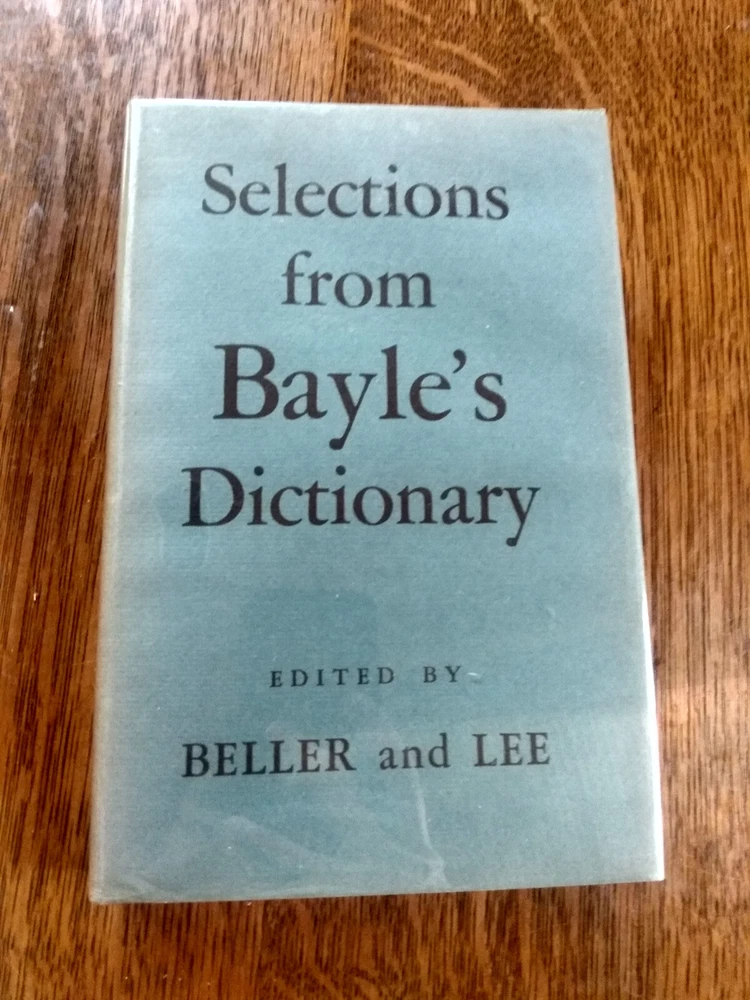 Selections
from
Bayle's
Dictionary
EDITED BY
BELLER and LEE